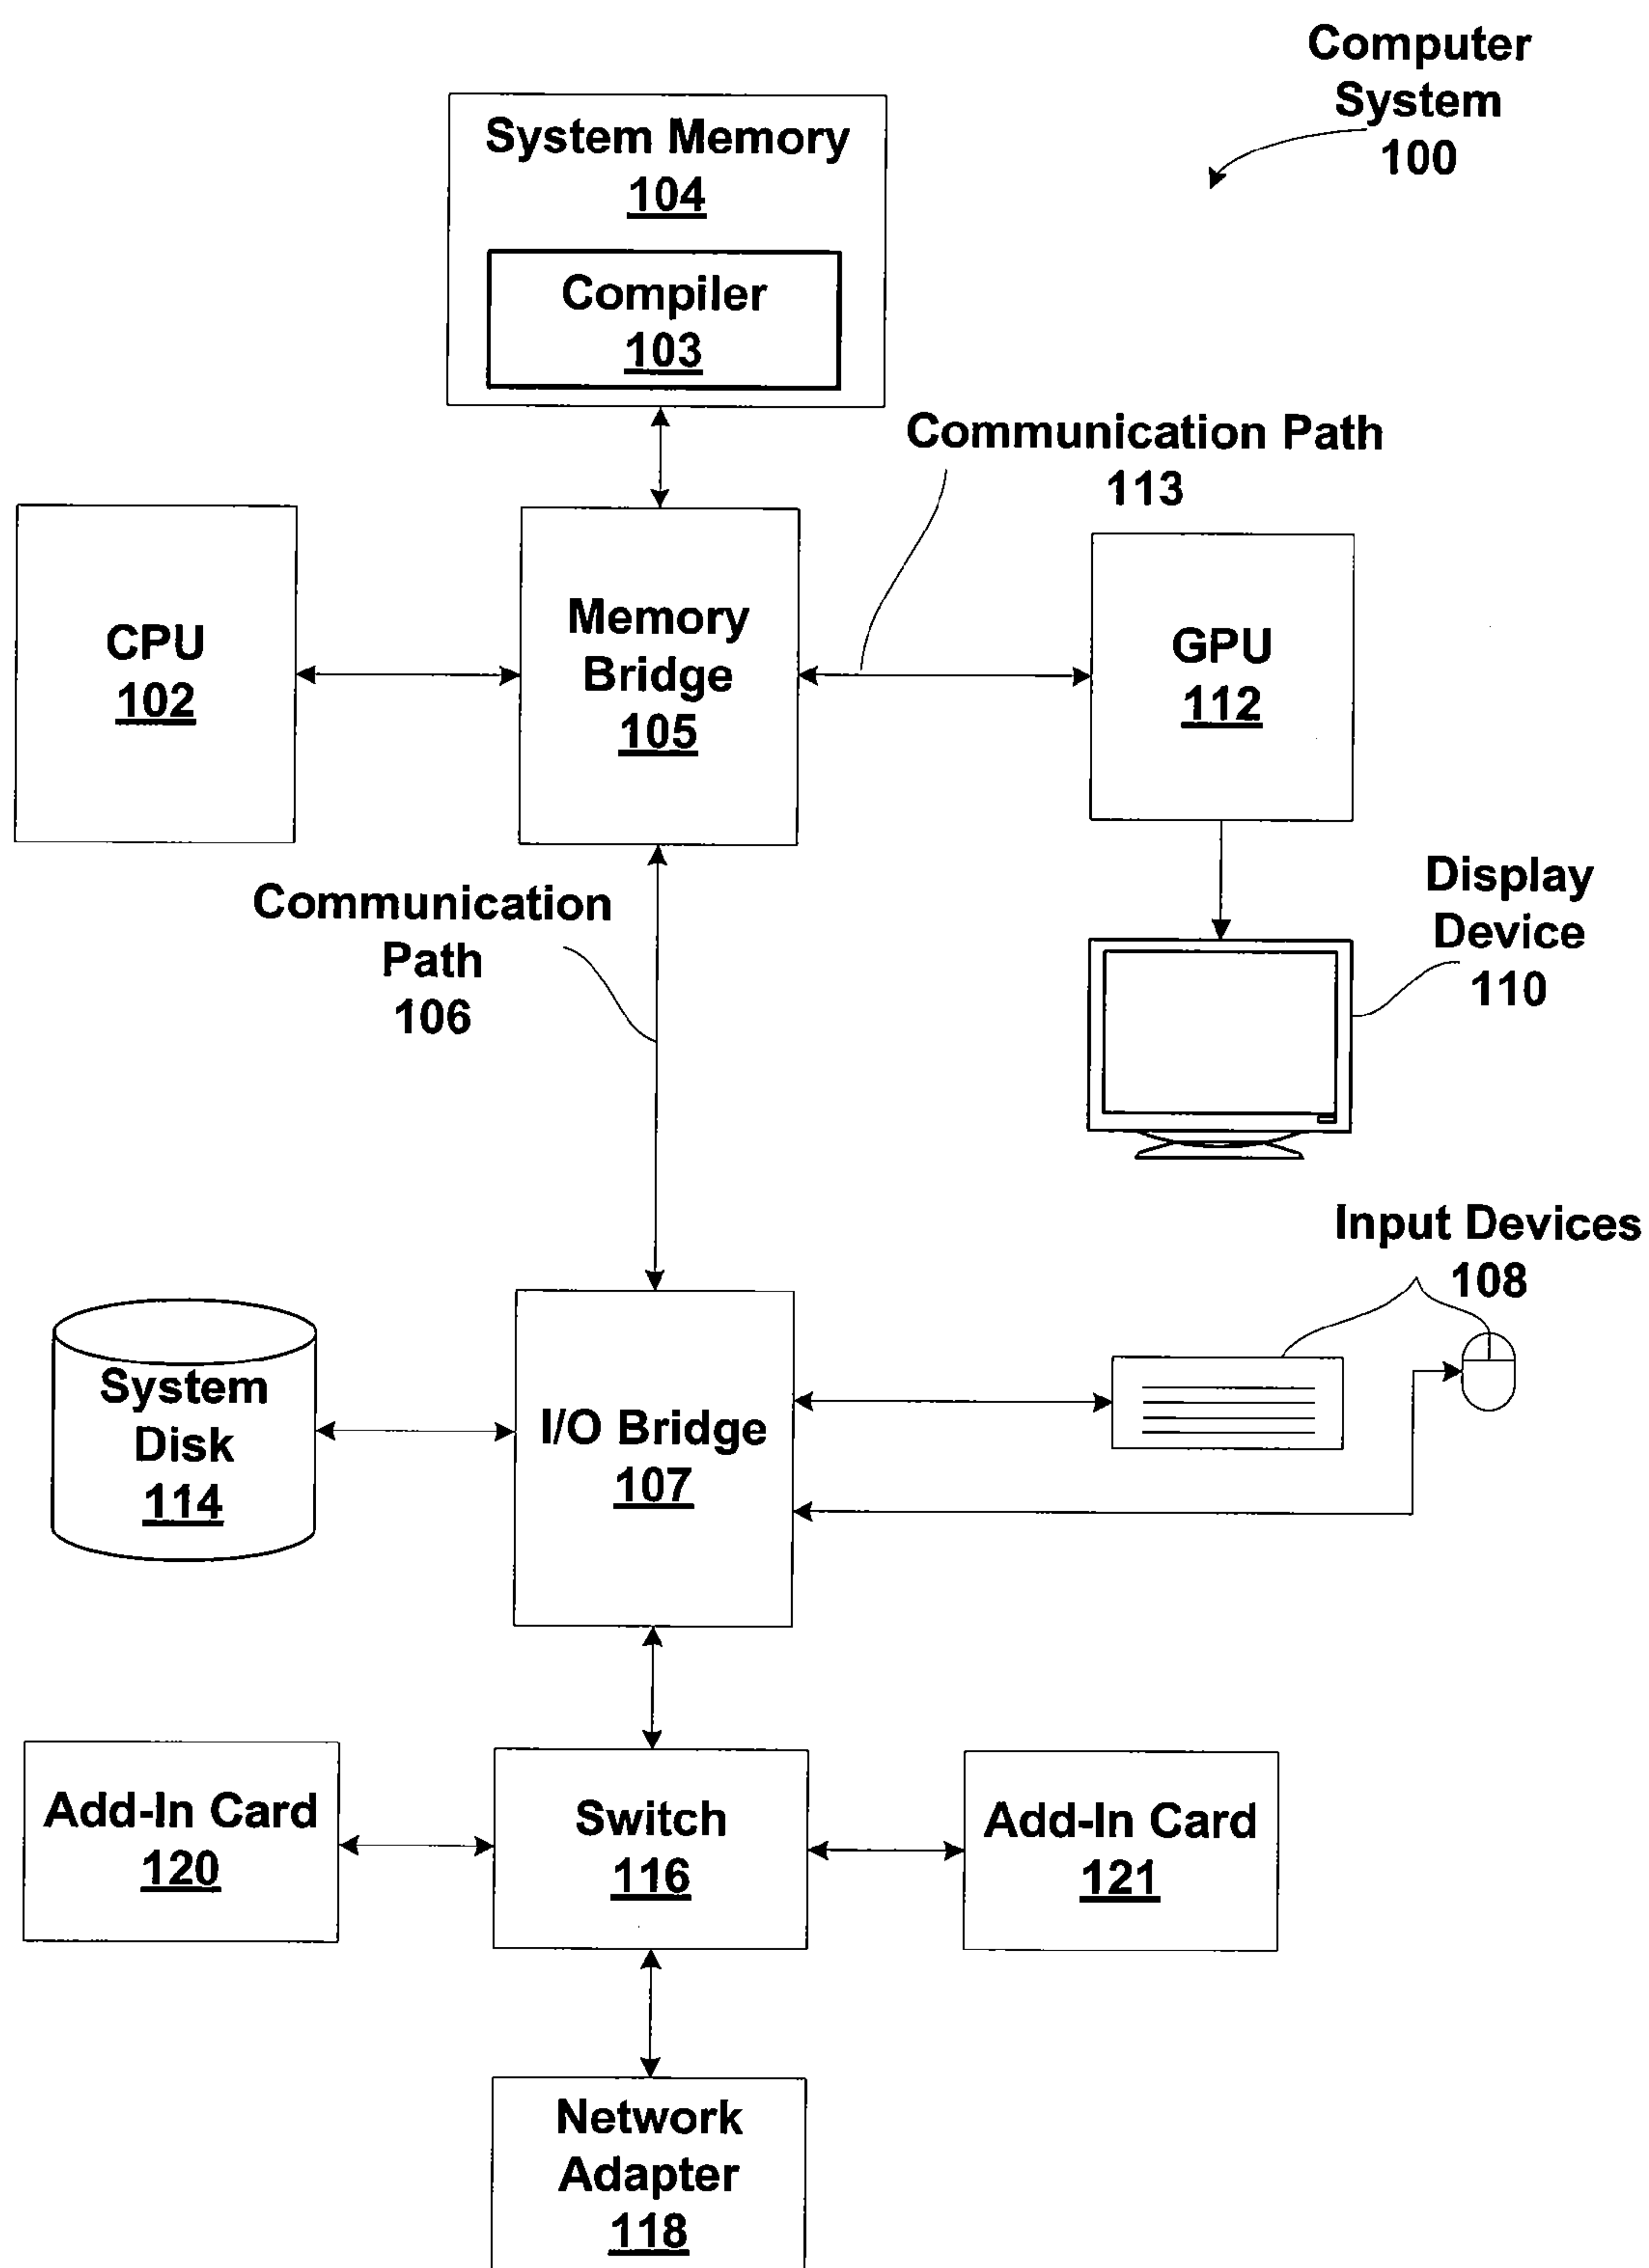 Computer
System
100
System Memory
104
Compiler
103
Communication Path
113
CPU
102
Memory
Bridge
105
GPU
112
Communication
Path
106
Display
Device
110
Input Devices
108
System
Disk
114
I/O Bridge
107
Add-In Card
120
Switch
116
Add-In Card
121
Network
Adapter
118